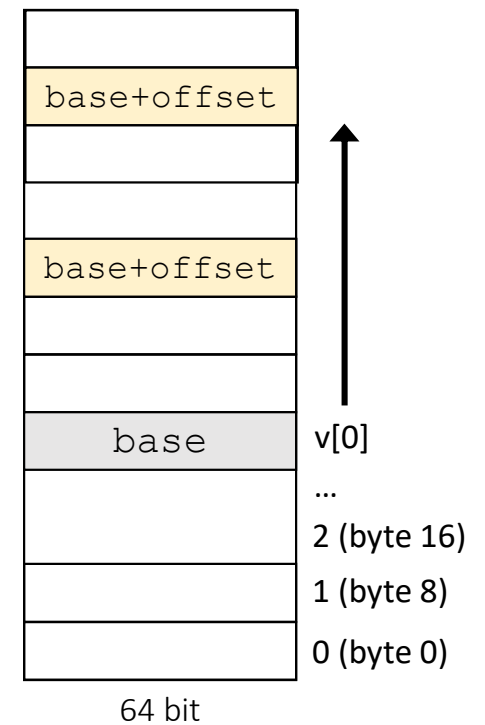 base+offset
base+offset
base
v[0]
...
2 (byte 16)
1 (byte 8)
0 (byte 0)
64 bit